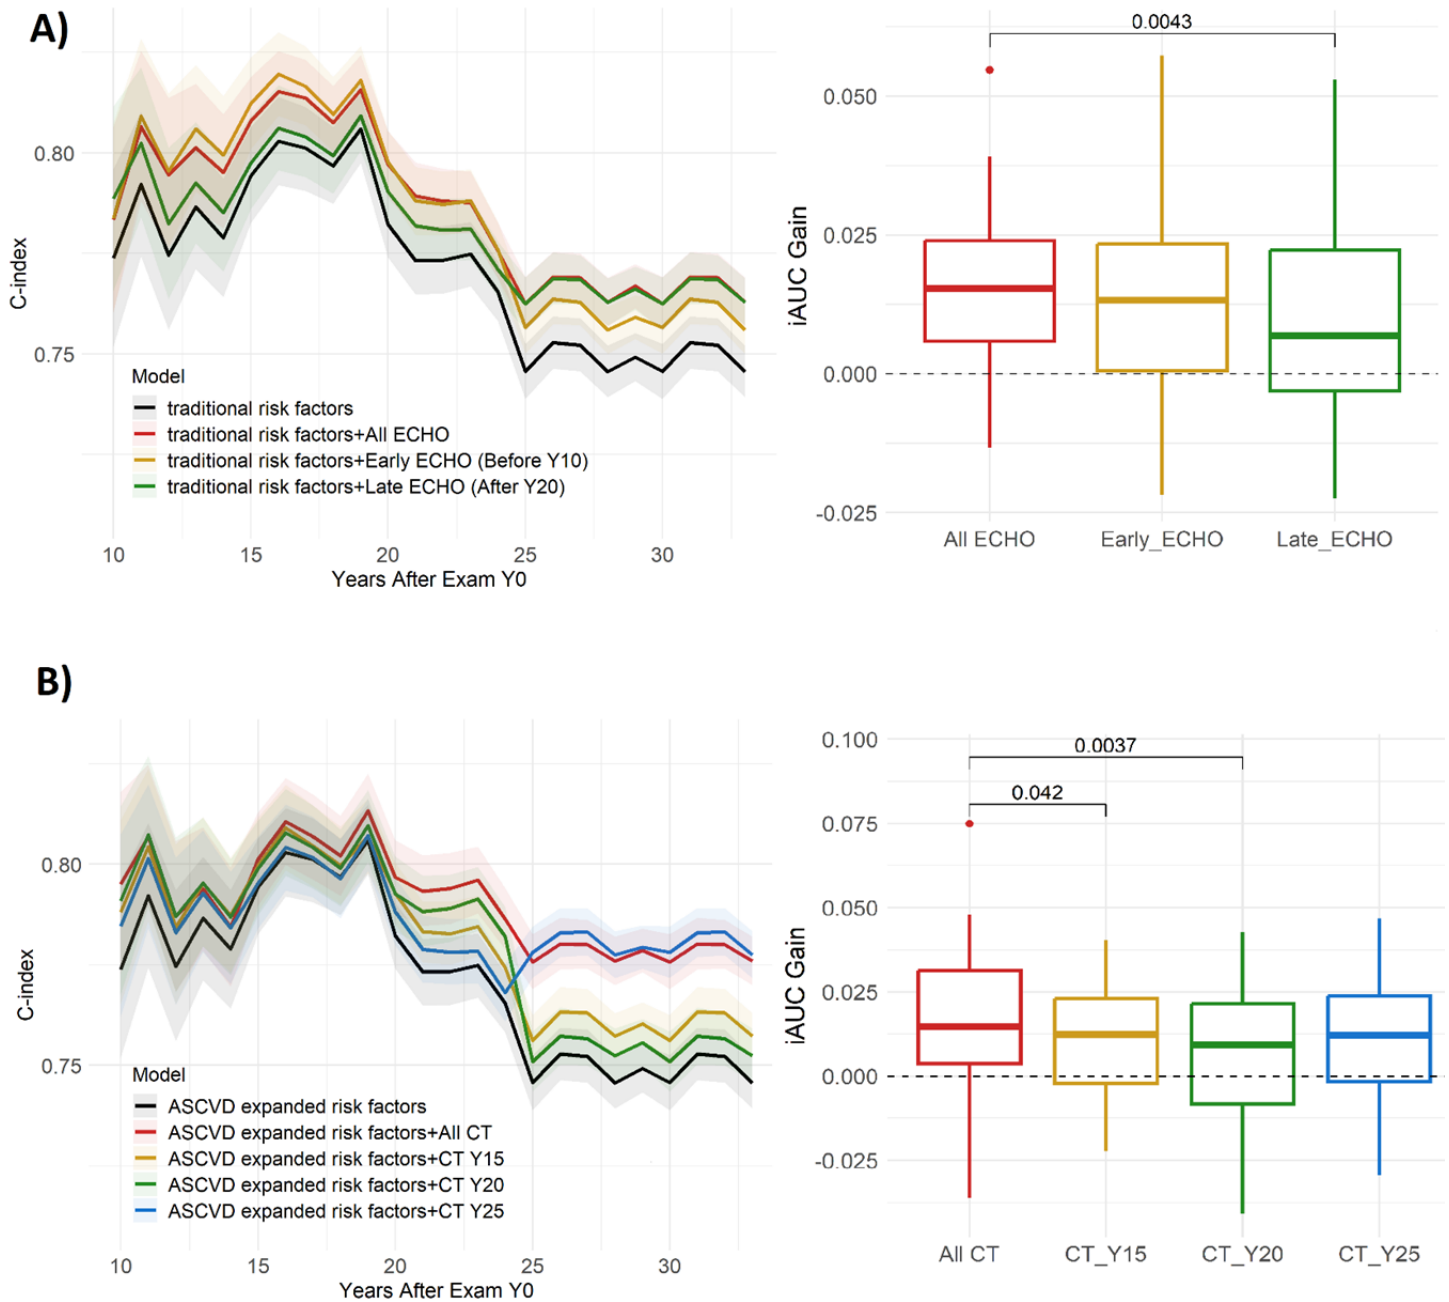 A)
C-index
0.80
0.75
Model
traditional risk factors
traditional risk factors+All ECHO
traditional risk factors+Early ECHO (Before Y10)
traditional risk factors+Late ECHO (After Y20)
10 15 20 25 30
Years After Exam Y0
0.0043
iAUC Gain
0.050
0.025
0.000
-0.025
All ECHO Early_ECHO Late_ECHO
B)
C-index
0.80
0.75
Model
ASCVD expanded risk factors
ASCVD expanded risk factors+All CT
ASCVD expanded risk factors+CT Y15
ASCVD expanded risk factors+CT Y20
ASCVD expanded risk factors+CT Y25
10 15 20 25 30
Years After Exam Y0
0.0037
0.042
iAUC Gain
0.100
0.075
0.050
0.025
0.000
-0.025
All CT CT_Y15 CT_Y20 CT_Y25